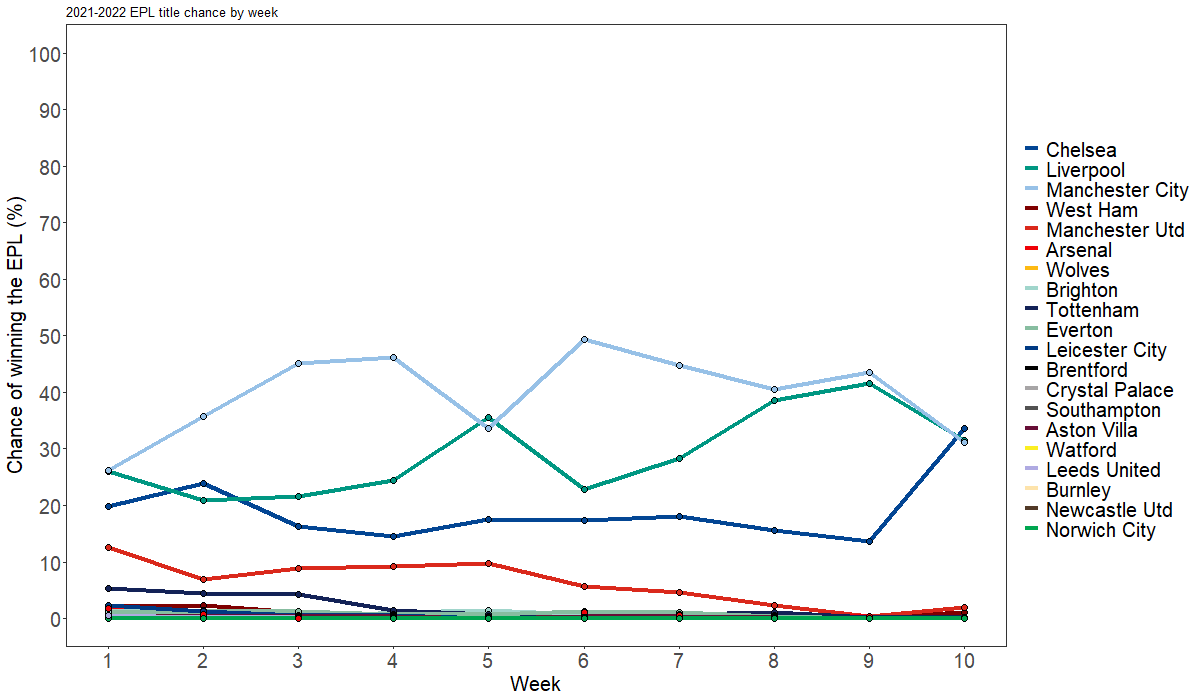 2021-2022 EPL title chance by week
Chance of winning the EPL (%)
100
90
80
70
60
50
40
30
20
10
0
1 2 3 4 5 6 7 8 9 10
Week
Chelsea
Liverpool
Manchester City
West Ham
Manchester Utd
Arsenal
Wolves
Brighton
Tottenham
Everton
Leicester City
Brentford
Crystal Palace
Southampton
Aston Villa
Watford
Leeds United
Burnley
Newcastle Utd
Norwich City